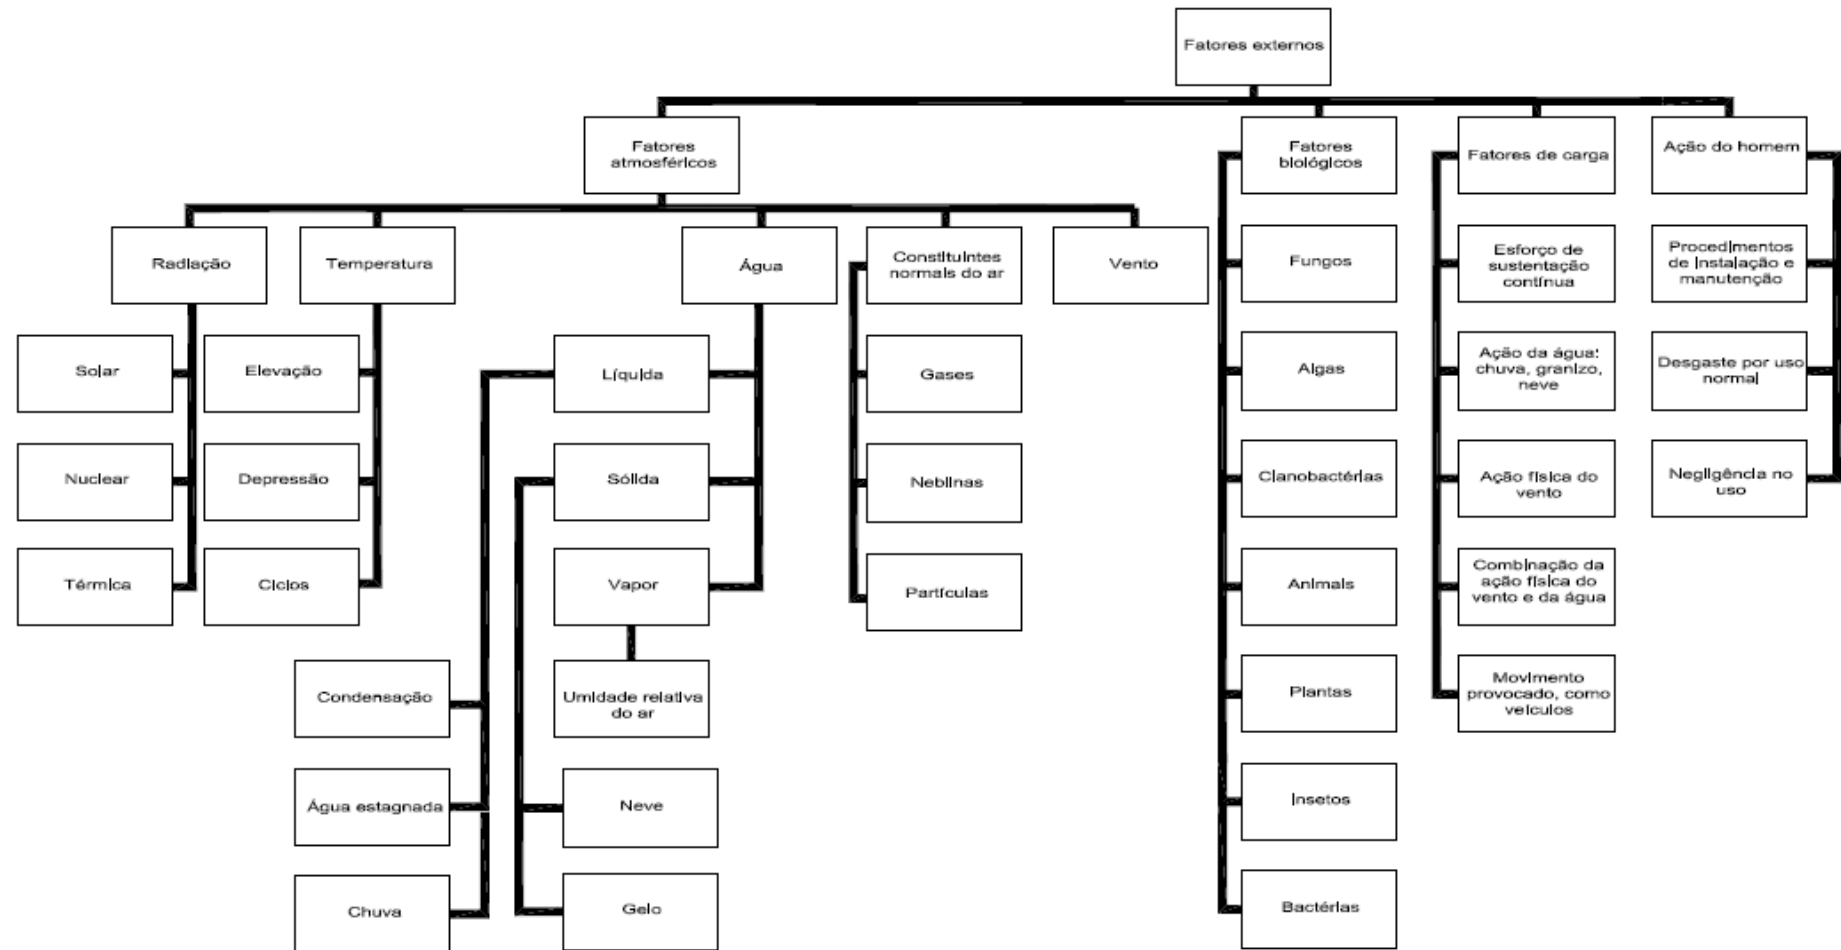 Fatores externos
Fatores
atmosféricos
Fatores
biológicos
Fatores de carga
Ação do homem
Radiação
Temperatura
Água
Constituintes
normais do ar
Vento
Fungos
Esforço de
sustentação
contínua
Procedimentos
de instalação e
manutenção
Solar
Elevação
Líquida
Gases
Algas
Ação da água:
chuva, granizo,
neve
Desgaste por uso
normal
Nuclear
Depressão
Sólida
Neblinas
Cianobactérias
Ação física do
vento
Negligência no
uso
Térmica
Ciclos
Vapor
Partículas
Animais
Combinação da
ação física do
vento e da água
Condensação
Umidade relativa
do ar
Plantas
Movimento
provocado, como
veículos
Água estagnada
Neve
Insetos
Chuva
Gelo
Bactérias